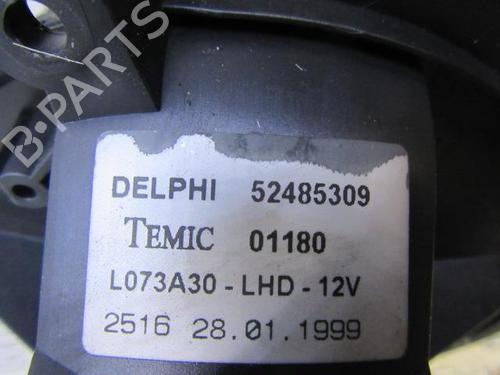 B-PARTS
DELPHI 52485309
TEMIC 01180
L073A30 - LHD - 12V
2516 28.01.1999